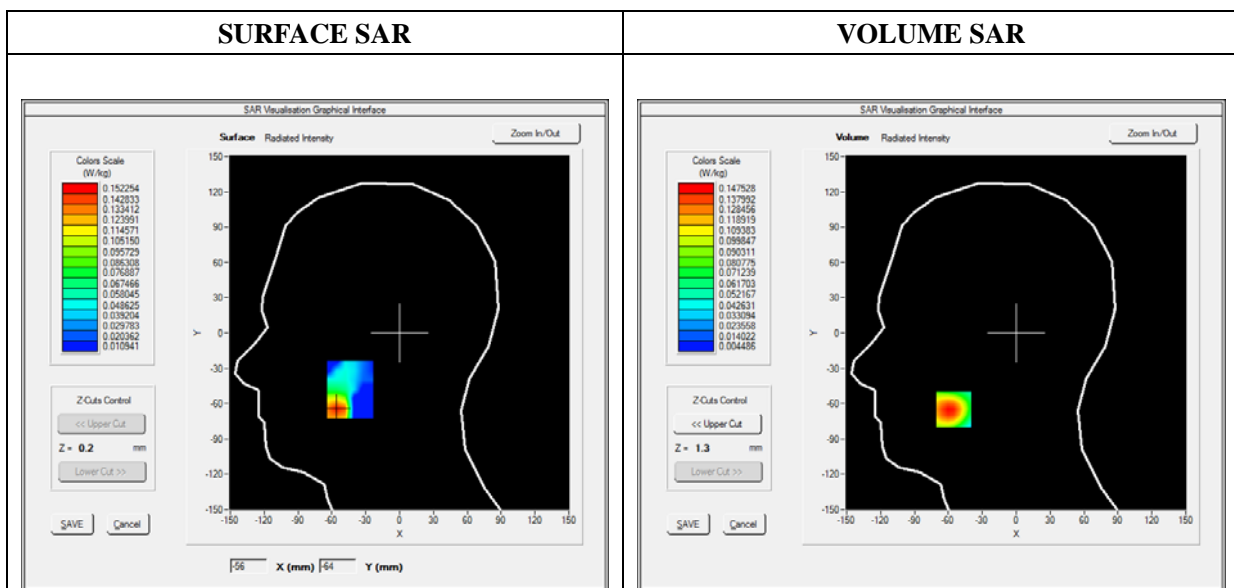 SURFACE SAR
SAR Visualisation Graphical Interface
Surface Radiated Intensity
Zoom In/Out
Colors Scale
(W/kg)
0.152254
0.142833
0.133412
0.123991
0.114571
0.105150
0.095729
0.086308
0.076887
0.067466
0.058045
0.048625
0.039204
0.029783
0.020362
0.010941
Z-Cuts Control
<< Upper Cut
Z = 0.2 mm
Lower Cut >>
SAVE Cancel
150
120
90
60
30
0
-30
-60
-90
-120
-150
Y
-150 -120 -90 -60 -30 0 30 60 90 120 150
X
-56 X (mm) -64 Y (mm)
VOLUME SAR
SAR Visualisation Graphical Interface
Volume Radiated Intensity
Zoom In/Out
Colors Scale
(W/kg)
0.147528
0.137992
0.128456
0.118919
0.109383
0.099847
0.090311
0.080775
0.071239
0.061703
0.052167
0.042631
0.033094
0.023558
0.014022
0.004486
Z-Cuts Control
<< Upper Cut
Z = 1.3 mm
Lower Cut >>
SAVE Cancel
150
120
90
60
30
0
-30
-60
-90
-120
-150
Y
-150 -120 -90 -60 -30 0 30 60 90 120 150
X